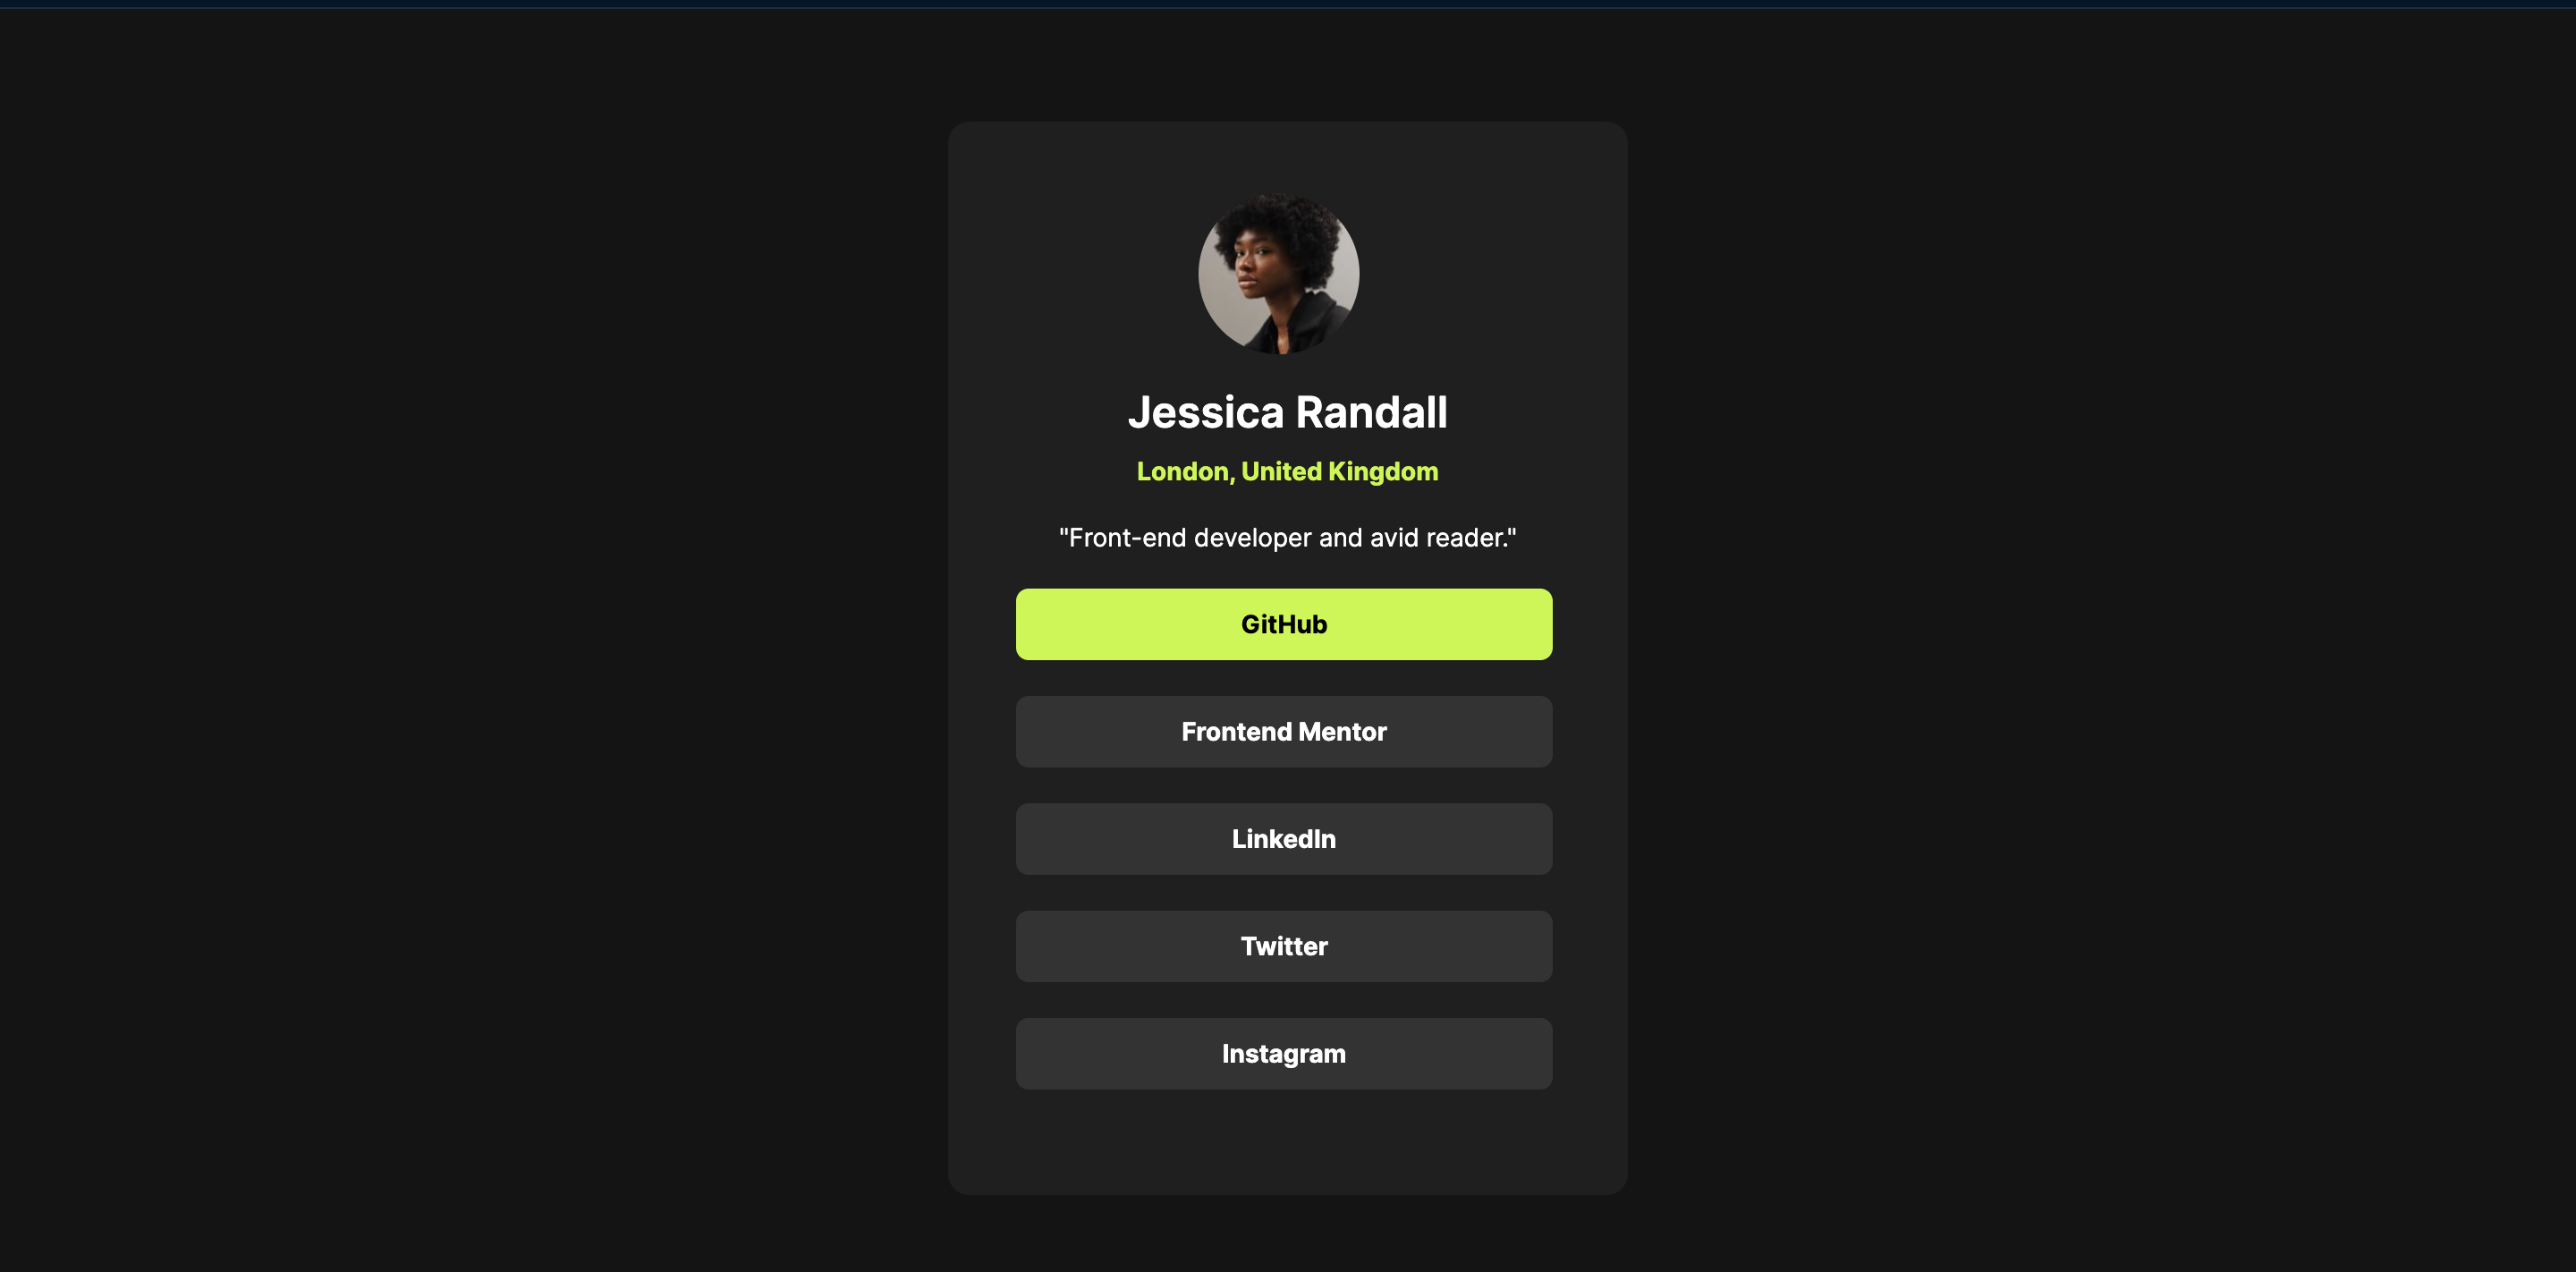 Jessica Randall
London, United Kingdom
"Front-end developer and avid reader."
GitHub
Frontend Mentor
LinkedIn
Twitter
Instagram